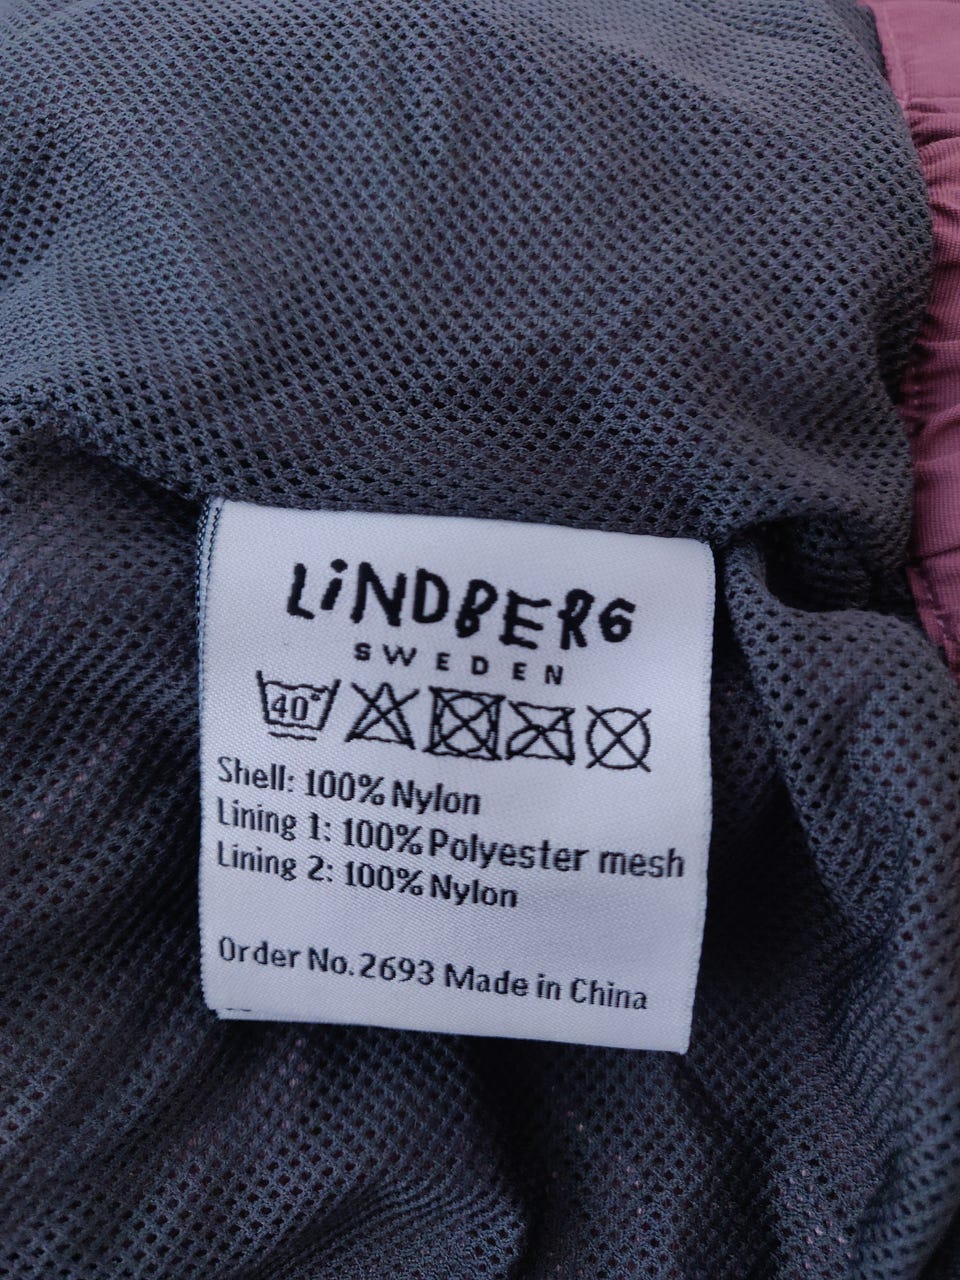 LiNDBERG
SWEDEN
40°
Shell: 100% Nylon
Lining 1: 100% Polyester mesh
Lining 2: 100% Nylon
Order No. 2693 Made in China